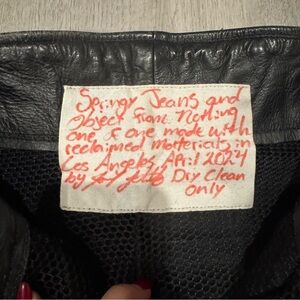 Springy Jeans and
Object From Nothing
one of one made with
reclaimed materials in
Los Angeles, April 2024
by Dry Clean
only